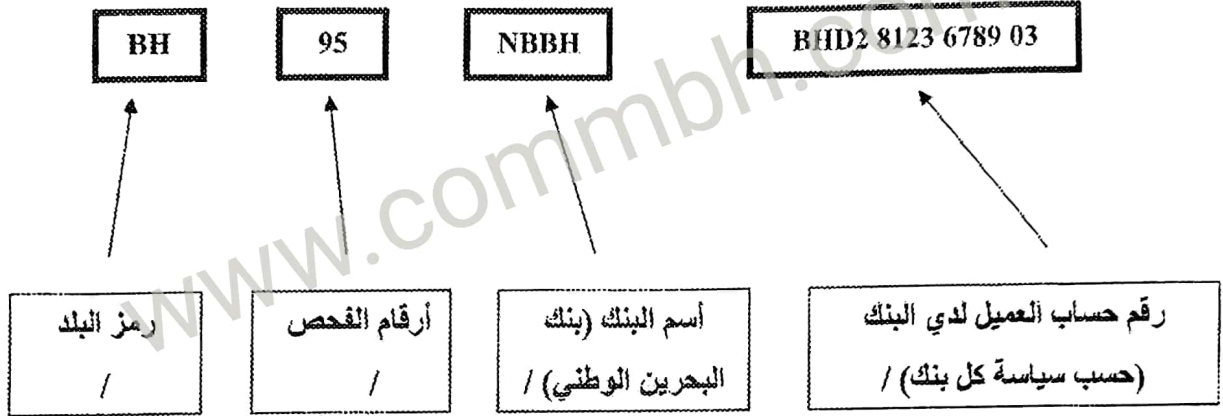 BH 95 NBBH BHD2 8123 6789 03
www.commbh.com
رمز البلد
/
أرقام الفحص
/
أسم البنك (بنك
البحرين الوطني) /
رقم حساب العميل لدي البنك
(حسب سياسة كل بنك) /